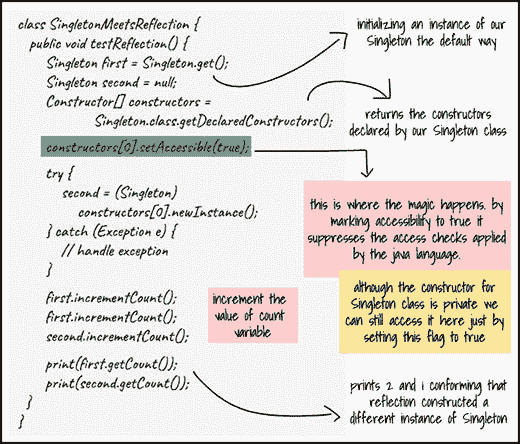 class SingletonMeetsReflection {
public void testReflection() {
Singleton first = Singleton.get();
Singleton second = null;
Constructor[] constructors =
Singleton.class.getDeclaredConstructors();
constructors[0].setAccessible(true);
try {
second = (Singleton)
constructors[0].newInstance();
} catch (Exception e) {
// handle exception
}
first.incrementCount();
first.incrementCount();
second.incrementCount();
print(first.getCount());
print(second.getCount());
}
}
initializing an instance of our
Singleton the default way
returns the constructors
declared by our Singleton class
this is where the magic happens. by
marking accessibility to true it
suppresses the access checks applied
by the java language.
although the constructor for
Singleton class is private we
can still access it here just by
setting this flag to true
increment the
value of count
variable
prints 2 and 1 conforming that
reflection constructed a
different instance of Singleton